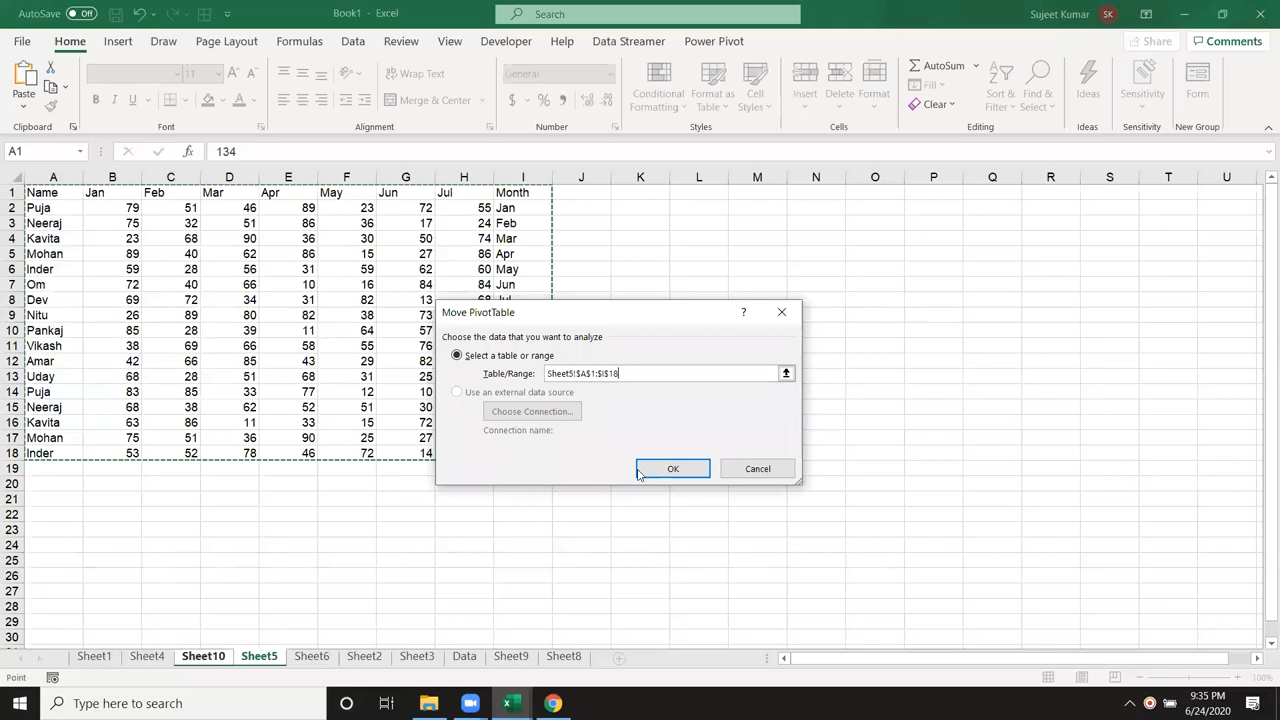 AutoSave Off Book1 - Excel Search Sujeet Kumar SK
File Home Insert Draw Page Layout Formulas Data Review View Developer Help Data Streamer Power Pivot Share Comments
Paste 11 A A Wrap Text General Conditional Formatting Format as Table Cell Styles Insert Delete Format AutoSum Sort & Filter Find & Select Ideas Sensitivity Form
Fill
B I U A Merge & Center $ % Clear
Clipboard Font Alignment Number Styles Cells Editing Ideas Sensitivity New Group
A1 fx 134
A B C D E F G H I J K L M N O P Q R S T U
1 Name Jan Feb Mar Apr May Jun Jul Month
2 Puja 79 51 46 89 23 72 55 Jan
3 Neeraj 75 32 51 86 36 17 24 Feb
4 Kavita 23 68 90 36 30 50 74 Mar
5 Mohan 89 40 62 86 15 27 86 Apr
6 Inder 59 28 56 31 59 62 60 May
7 Om 72 40 66 10 16 84 84 Jun
8 Dev 69 72 34 31 82 13 68 Jul
9 Nitu 26 89 80 82 38 73
10 Pankaj 85 28 39 11 64 57
11 Vikash 38 69 66 58 55 76
12 Amar 42 66 85 43 29 82
13 Uday 28 42 56 68 31 25
14 Puja 83 85 33 77 12 10
15 Neeraj 68 38 62 52 51 30
16 Kavita 63 86 11 33 15 72
17 Mohan 75 51 36 90 25 27
18 Inder 53 52 78 46 72 14
19
20
21
22
23
24
25
26
27
28
29
30
Move PivotTable ?
Choose the data that you want to analyze
Select a table or range
Table/Range: Sheet5!$A$1:$I$18
Use an external data source
Choose Connection...
Connection name:
OK Cancel
Sheet1 Sheet4 Sheet10 Sheet5 Sheet6 Sheet2 Sheet3 Data Sheet9 Sheet8
Point 100%
Type here to search 9:35 PM
6/24/2020